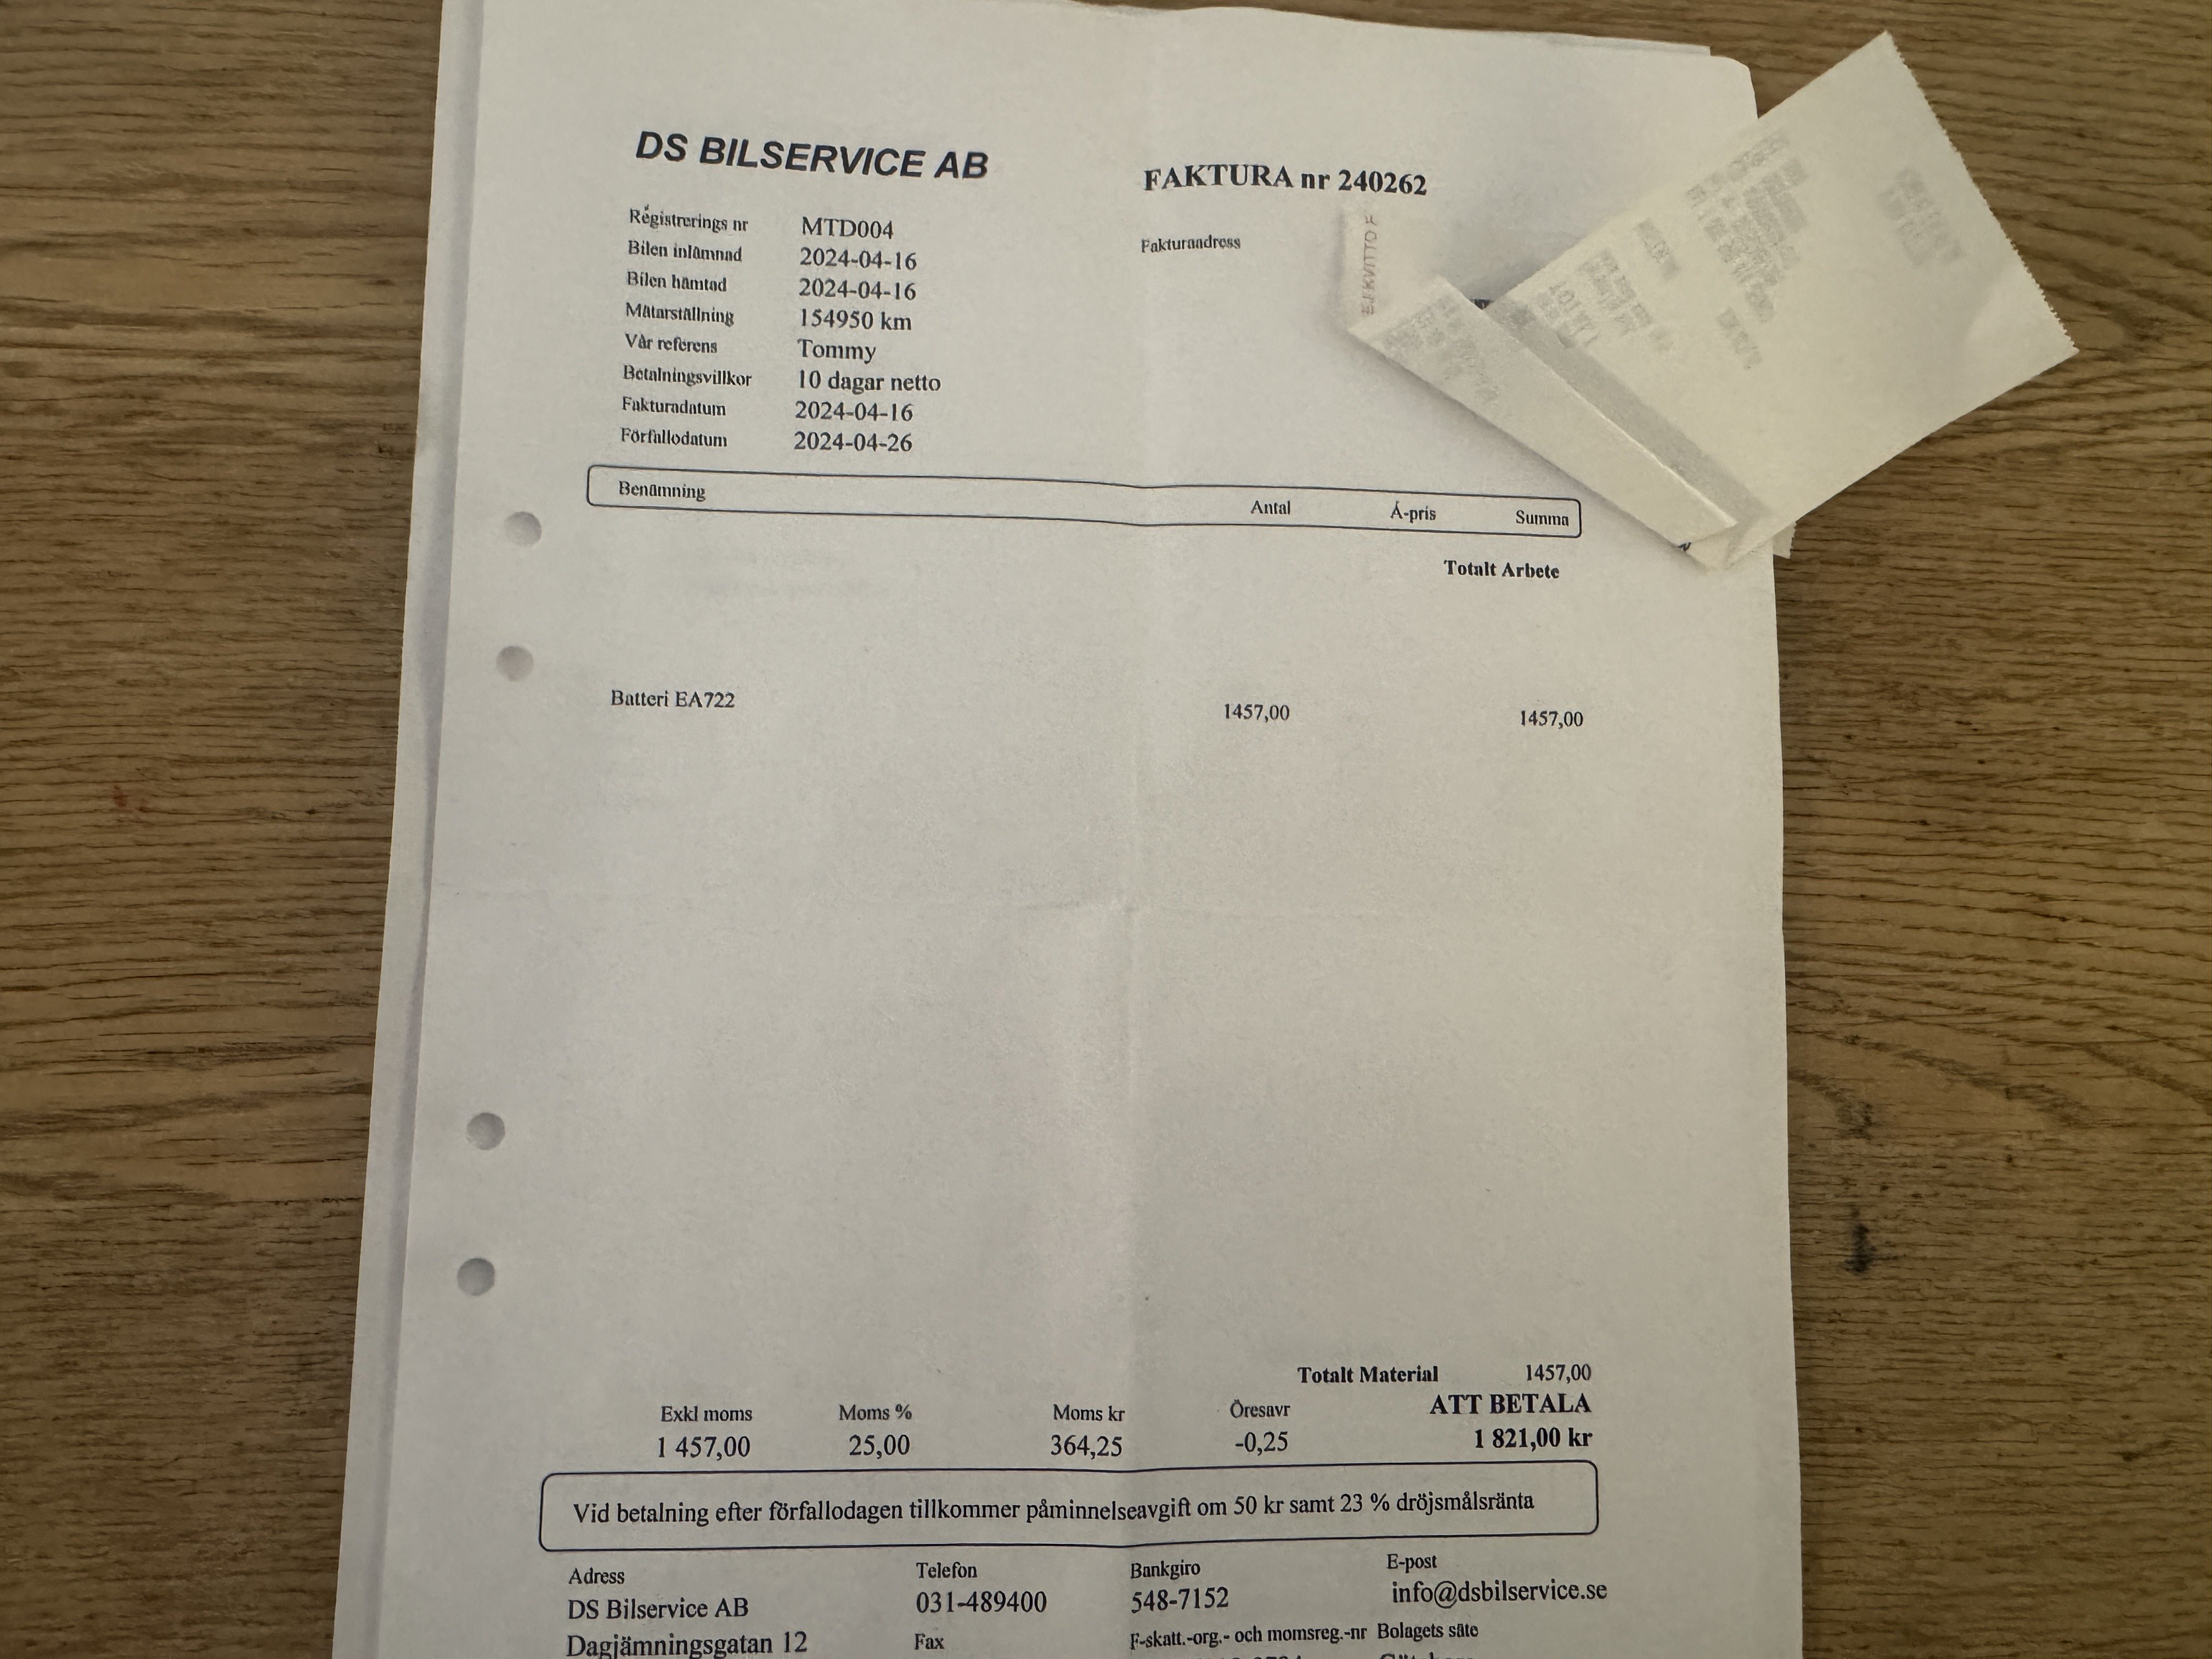 DS BILSERVICE AB
FAKTURA nr 240262
Registrerings nr MTD004
Bilen inlämnad 2024-04-16
Fakturaadress
Bilen hämtad 2024-04-16
Mätarställning 154950 km
Vår referens Tommy
Betalningsvillkor 10 dagar netto
Fakturadatum 2024-04-16
Förfallodatum 2024-04-26
EJ KVITTO
Benämning Antal Á-pris Summa
Totalt Arbete
Batteri EA722 1457,00 1457,00
Totalt Material 1457,00
Exkl moms Moms % Moms kr Öresavr ATT BETALA
1 457,00 25,00 364,25 -0,25 1 821,00 kr
Vid betalning efter förfallodagen tillkommer påminnelseavgift om 50 kr samt 23 % dröjsmålsränta
Adress Telefon Bankgiro E-post
DS Bilservice AB 031-489400 548-7152 info@dsbilservice.se
Dagjämningsgatan 12 Fax F-skatt.-org.- och momsreg.-nr Bolagets säte